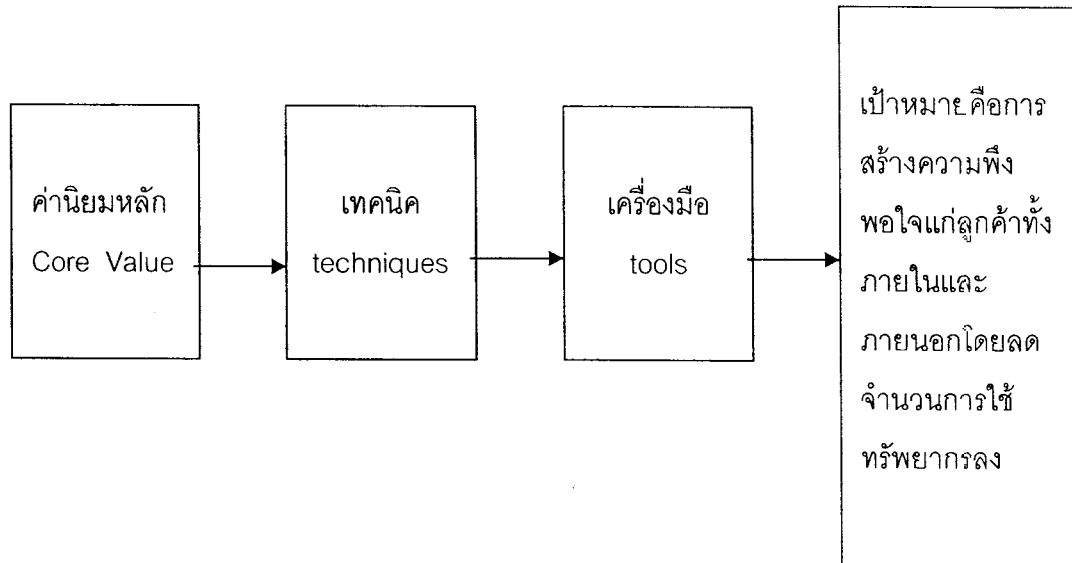 ค่านิยมหลัก
Core Value
เทคนิค
techniques
เครื่องมือ
tools
เป้าหมายคือการ
สร้างความพึง
พอใจแก่ลูกค้าทั้ง
ภายในและ
ภายนอกโดยลด
จำนวนการใช้
ทรัพยากรลง